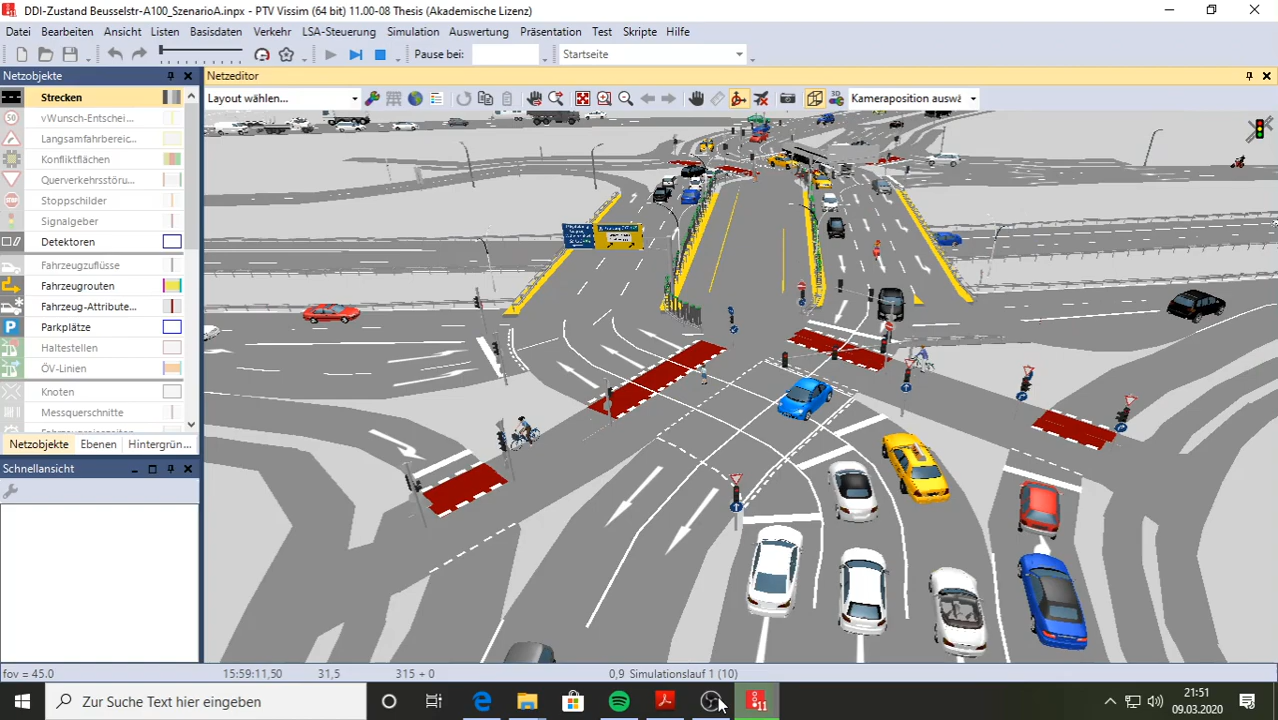 DDI-Zustand Beusselstr-A100_SzenarioA.inpx - PTV Vissim (64 bit) 11.00-08 Thesis (Akademische Lizenz)
Datei Bearbeiten Ansicht Listen Basisdaten Verkehr LSA-Steuerung Simulation Auswertung Präsentation Test Skripte Hilfe
Pause bei: Startseite
Netzobjekte
Netzeditor
Layout wählen...
Kameraposition auswä
Strecken
vWunsch-Entschei...
Langsamfahrbereic...
Konfliktflächen
Querverkehrsstöru...
Stoppschilder
Signalgeber
Detektoren
Fahrzeugzuflüsse
Fahrzeugrouten
Fahrzeug-Attribute...
Parkplätze
Haltestellen
ÖV-Linien
Knoten
Messquerschnitte
Netzobjekte Ebenen Hintergrün...
Schnellansicht
fov = 45.0 15:59:11,50 31,5 315 + 0 0,9 Simulationslauf 1 (10)
Zur Suche Text hier eingeben
11
21:51
09.03.2020